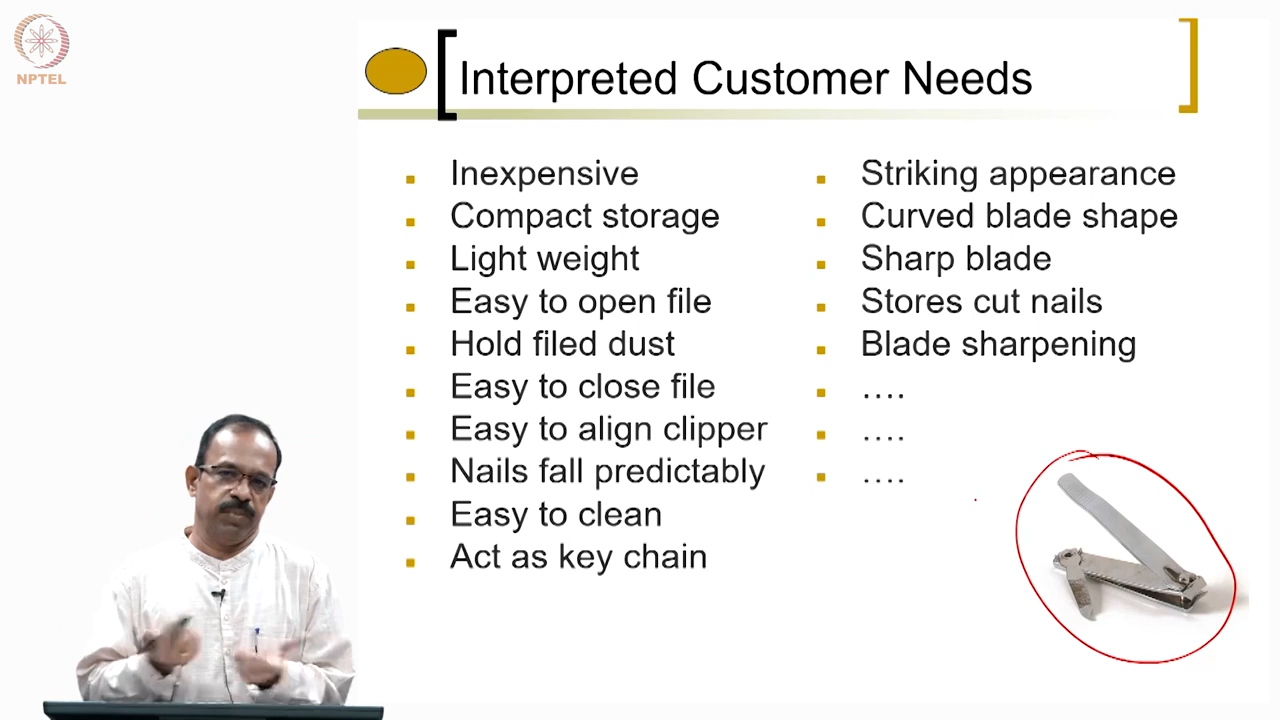 NPTEL
Interpreted Customer Needs
Inexpensive
Compact storage
Light weight
Easy to open file
Hold filed dust
Easy to close file
Easy to align clipper
Nails fall predictably
Easy to clean
Act as key chain
Striking appearance
Curved blade shape
Sharp blade
Stores cut nails
Blade sharpening
….
….
….